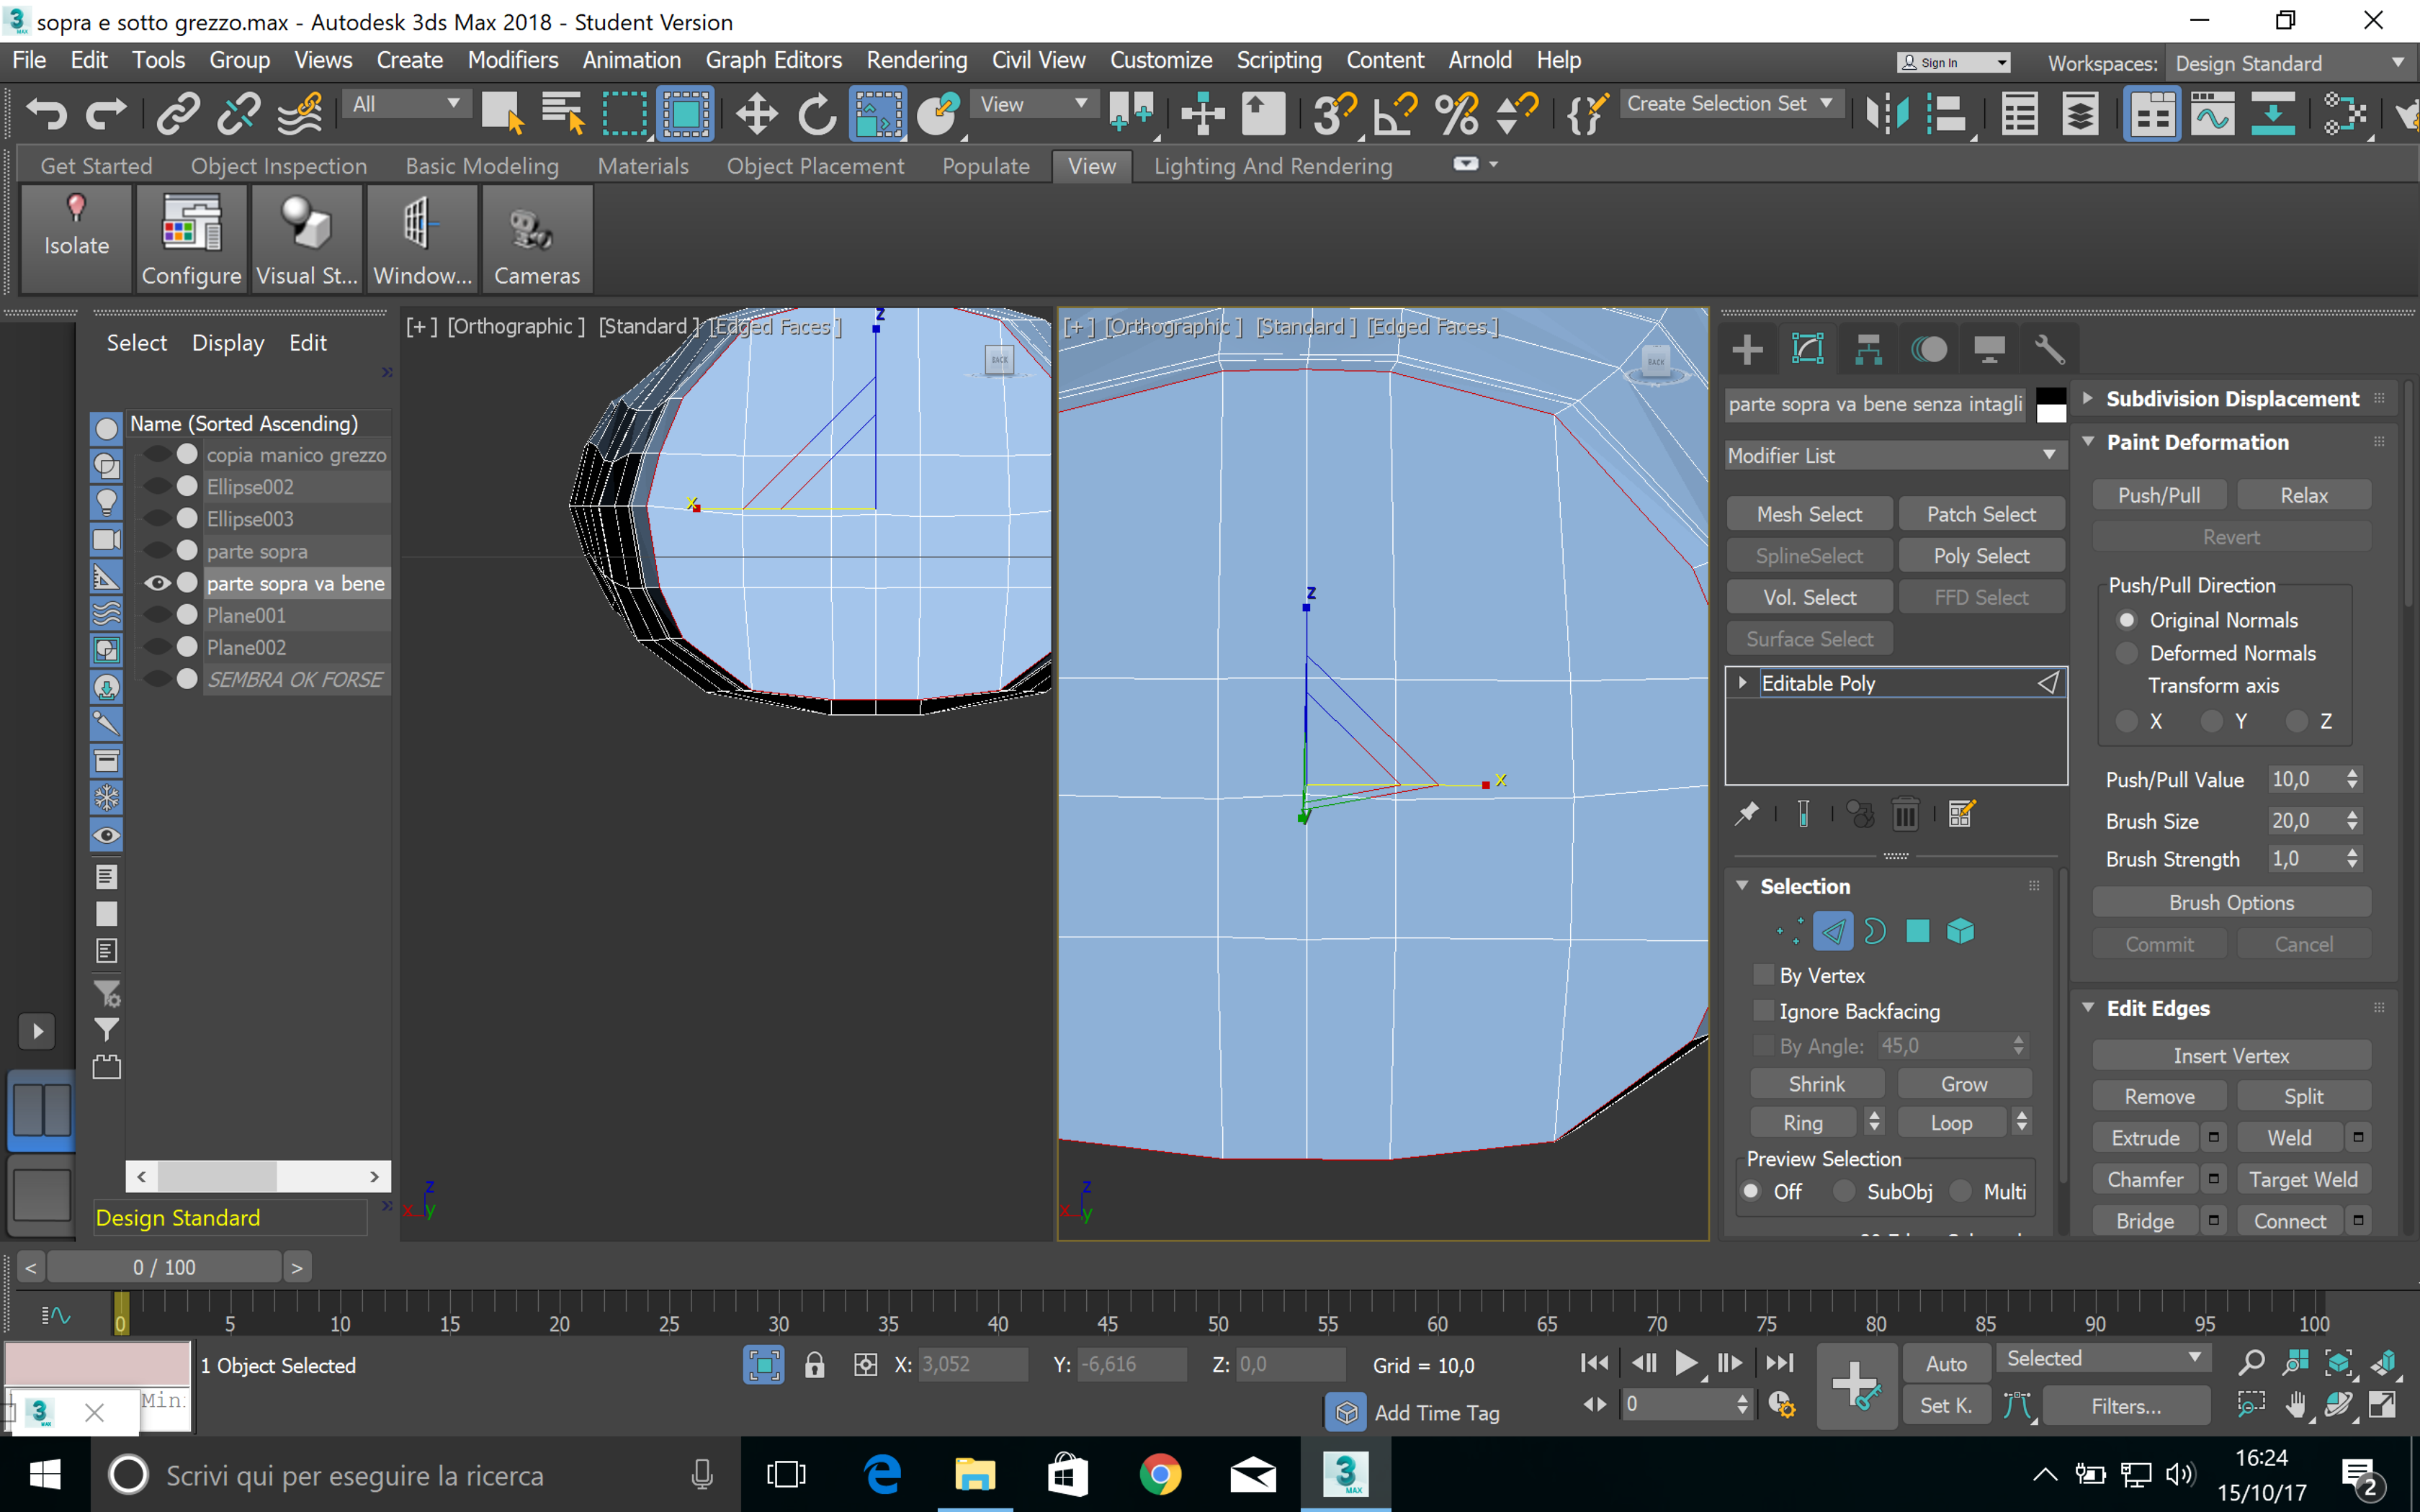 sopra e sotto grezzo.max - Autodesk 3ds Max 2018 - Student Version
File Edit Tools Group Views Create Modifiers Animation Graph Editors Rendering Civil View Customize Scripting Content Arnold Help
Sign In Workspaces: Design Standard
All View Create Selection Set
Get Started Object Inspection Basic Modeling Materials Object Placement Populate View Lighting And Rendering
Isolate Configure Visual St... Window... Cameras
Select Display Edit
Name (Sorted Ascending)
copia manico grezzo
Ellipse002
Ellipse003
parte sopra
parte sopra va bene
Plane001
Plane002
SEMBRA OK FORSE
Design Standard
[+] [Orthographic ] [Standard ] [Edged Faces ]
BACK
z
x
z
x y
[+] [Orthographic ] [Standard ] [Edged Faces ]
BACK
z
x
y
z
x y
parte sopra va bene senza intagli
Modifier List
Mesh Select Patch Select
SplineSelect Poly Select
Vol. Select FFD Select
Surface Select
Editable Poly
Selection
By Vertex
Ignore Backfacing
By Angle: 45,0
Shrink Grow
Ring Loop
Preview Selection
Off SubObj Multi
Subdivision Displacement
Paint Deformation
Push/Pull Relax
Revert
Push/Pull Direction
Original Normals
Deformed Normals
Transform axis
X Y Z
Push/Pull Value 10,0
Brush Size 20,0
Brush Strength 1,0
Brush Options
Commit Cancel
Edit Edges
Insert Vertex
Remove Split
Extrude Weld
Chamfer Target Weld
Bridge Connect
< 0 / 100 >
0 5 10 15 20 25 30 35 40 45 50 55 60 65 70 75 80 85 90 95 100
1 Object Selected X: 3,052 Y: -6,616 Z: 0,0 Grid = 10,0
Auto Selected
Min
Add Time Tag 0 Set K. Filters...
Scrivi qui per eseguire la ricerca
16:24
15/10/17
2